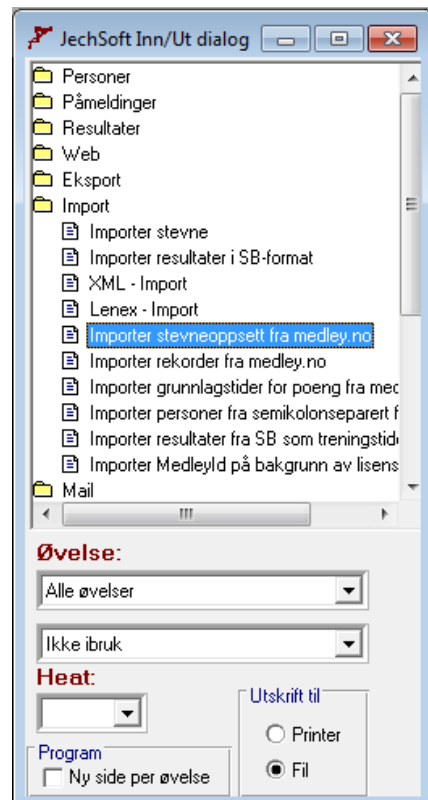 JechSoft Inn/Ut dialog
Personer
Påmeldinger
Resultater
Web
Eksport
Import
Importer stevne
Importer resultater i SB-format
XML - Import
Lenex - Import
Importer stevneoppsett fra medley.no
Importer rekorder fra medley.no
Importer grunnlagstider for poeng fra med
Importer personer fra semikolonseparert f
Importer resultater fra SB som treningstid
Importer MedleyId på bakgrunn av lisens
Mail
Øvelse:
Alle øvelser
Ikke ibruk
Heat:
Utskrift til
Printer
Fil
Program
Ny side per øvelse